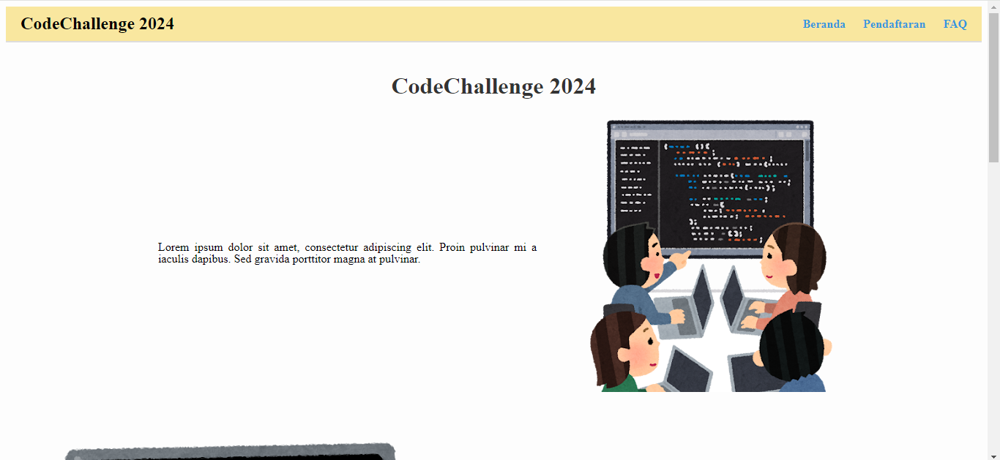 CodeChallenge 2024
Beranda Pendaftaran FAQ
CodeChallenge 2024
Lorem ipsum dolor sit amet, consectetur adipiscing elit. Proin pulvinar mi a
iaculis dapibus. Sed gravida porttitor magna at pulvinar.